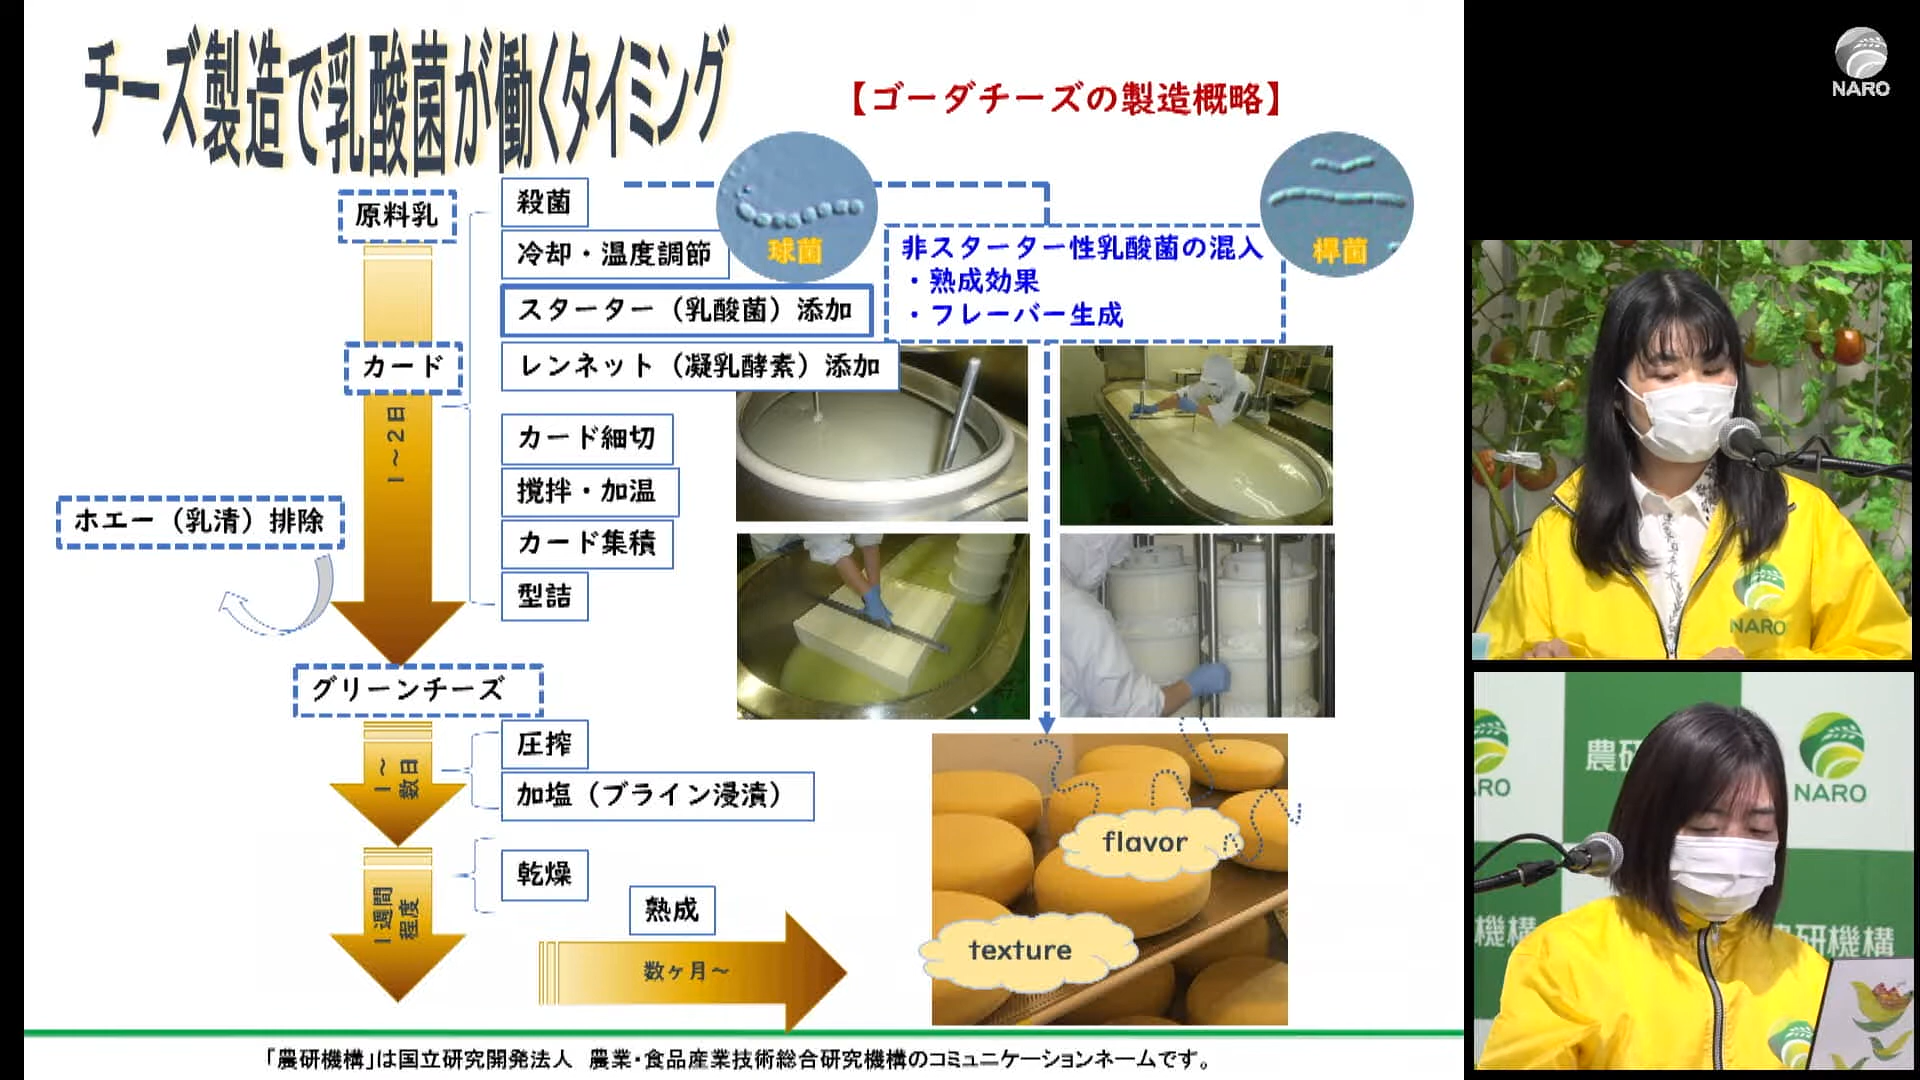 チーズ製造で乳酸菌が働くタイミング
【ゴーダチーズの製造概略】
NARO
原料乳
殺菌
冷却・温度調節
スターター（乳酸菌）添加
レンネット（凝乳酵素）添加
球菌
桿菌
非スターター性乳酸菌の混入
・熟成効果
・フレーバー生成
カード
1～2日
カード細切
撹拌・加温
カード集積
型詰
ホエー（乳清）排除
グリーンチーズ
1～数日
圧搾
加塩（ブライン浸漬）
1週間程度
乾燥
熟成
数ヶ月～
flavor
texture
「農研機構」は国立研究開発法人　農業・食品産業技術総合研究機構のコミュニケーションネームです。
NARO
農研
NARO
機構
農研機構